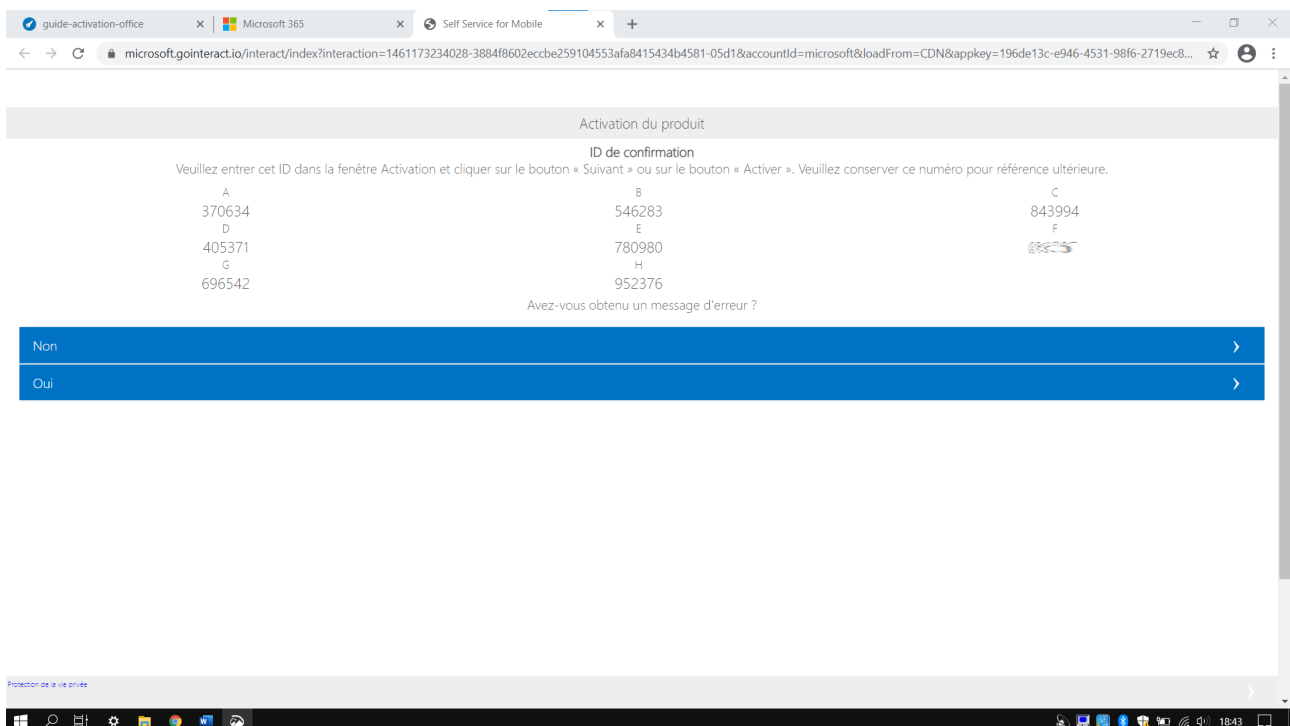 guide-activation-office
Microsoft 365
Self Service for Mobile
microsoft.gointeract.io/interact/index?interaction=1461173234028-3884f8602eccbe259104553afa8415434b4581-05d1&accountId=microsoft&loadFrom=CDN&appkey=196de13c-e946-4531-98f6-2719ec8...
Activation du produit
ID de confirmation
Veuillez entrer cet ID dans la fenêtre Activation et cliquer sur le bouton « Suivant » ou sur le bouton « Activer ». Veuillez conserver ce numéro pour référence ultérieure.
A B C
370634 546283 843994
D E F
405371 780980
G H
696542 952376
Avez-vous obtenu un message d'erreur ?
Non
Oui
Protection de la vie privée
18:43